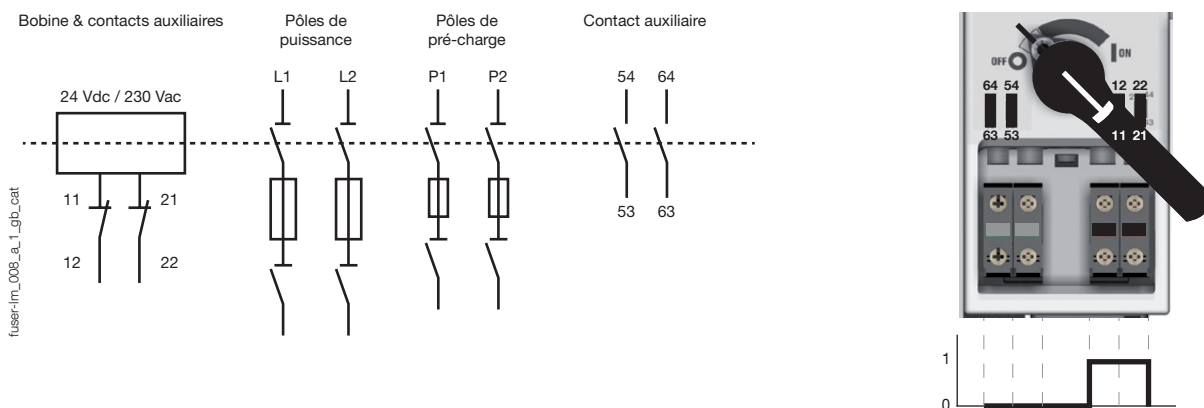 Bobine & contacts auxiliaires
Pôles de
puissance
Pôles de
pré-charge
Contact auxiliaire
L1
L2
P1
P2
54
64
24 Vdc / 230 Vac
11
21
12
22
53
63
fuser-lm_008_a_1_gb_cat
OFF
ON
64 54
12 22
63 53
11 21
1
0